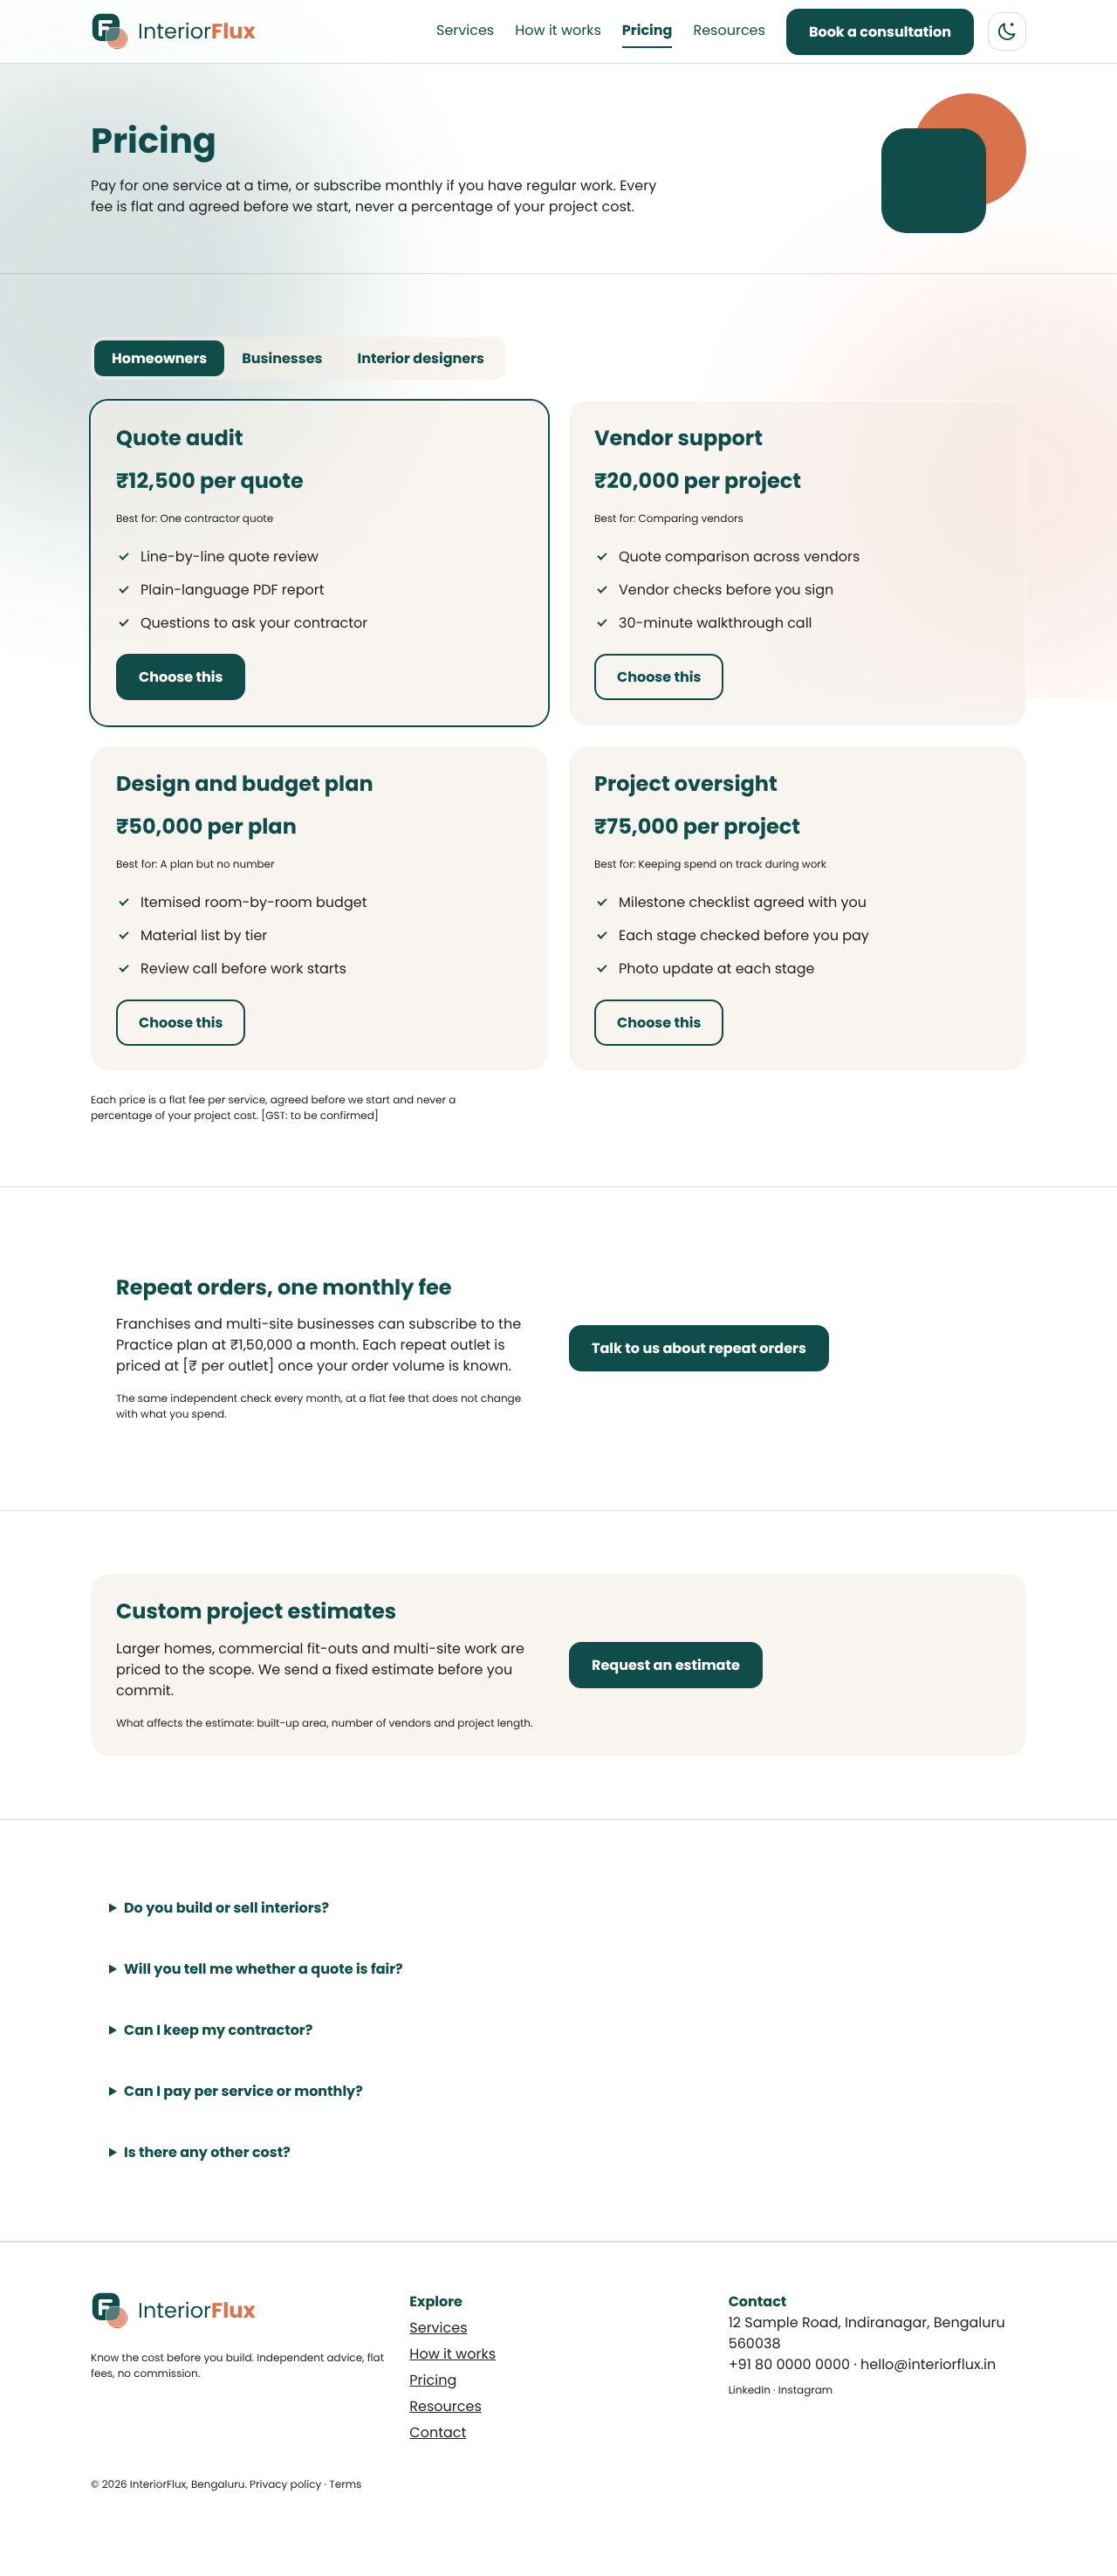 InteriorFlux
Services
How it works
Pricing
Resources
Book a consultation
Pricing
Pay for one service at a time, or subscribe monthly if you have regular work. Every
fee is flat and agreed before we start, never a percentage of your project cost.
Homeowners
Businesses
Interior designers
Quote audit
₹12,500 per quote
Best for: One contractor quote
Line-by-line quote review
Plain-language PDF report
Questions to ask your contractor
Choose this
Vendor support
₹20,000 per project
Best for: Comparing vendors
Quote comparison across vendors
Vendor checks before you sign
30-minute walkthrough call
Choose this
Design and budget plan
₹50,000 per plan
Best for: A plan but no number
Itemised room-by-room budget
Material list by tier
Review call before work starts
Choose this
Project oversight
₹75,000 per project
Best for: Keeping spend on track during work
Milestone checklist agreed with you
Each stage checked before you pay
Photo update at each stage
Choose this
Each price is a flat fee per service, agreed before we start and never a
percentage of your project cost. [GST: to be confirmed]
Repeat orders, one monthly fee
Franchises and multi-site businesses can subscribe to the
Practice plan at ₹1,50,000 a month. Each repeat outlet is
priced at [₹ per outlet] once your order volume is known.
The same independent check every month, at a flat fee that does not change
with what you spend.
Talk to us about repeat orders
Custom project estimates
Larger homes, commercial fit-outs and multi-site work are
priced to the scope. We send a fixed estimate before you
commit.
What affects the estimate: built-up area, number of vendors and project length.
Request an estimate
Do you build or sell interiors?
Will you tell me whether a quote is fair?
Can I keep my contractor?
Can I pay per service or monthly?
Is there any other cost?
InteriorFlux
Know the cost before you build. Independent advice, flat
fees, no commission.
Explore
Services
How it works
Pricing
Resources
Contact
Contact
12 Sample Road, Indiranagar, Bengaluru
560038
+91 80 0000 0000 · hello@interiorflux.in
LinkedIn · Instagram
© 2026 InteriorFlux, Bengaluru. Privacy policy · Terms